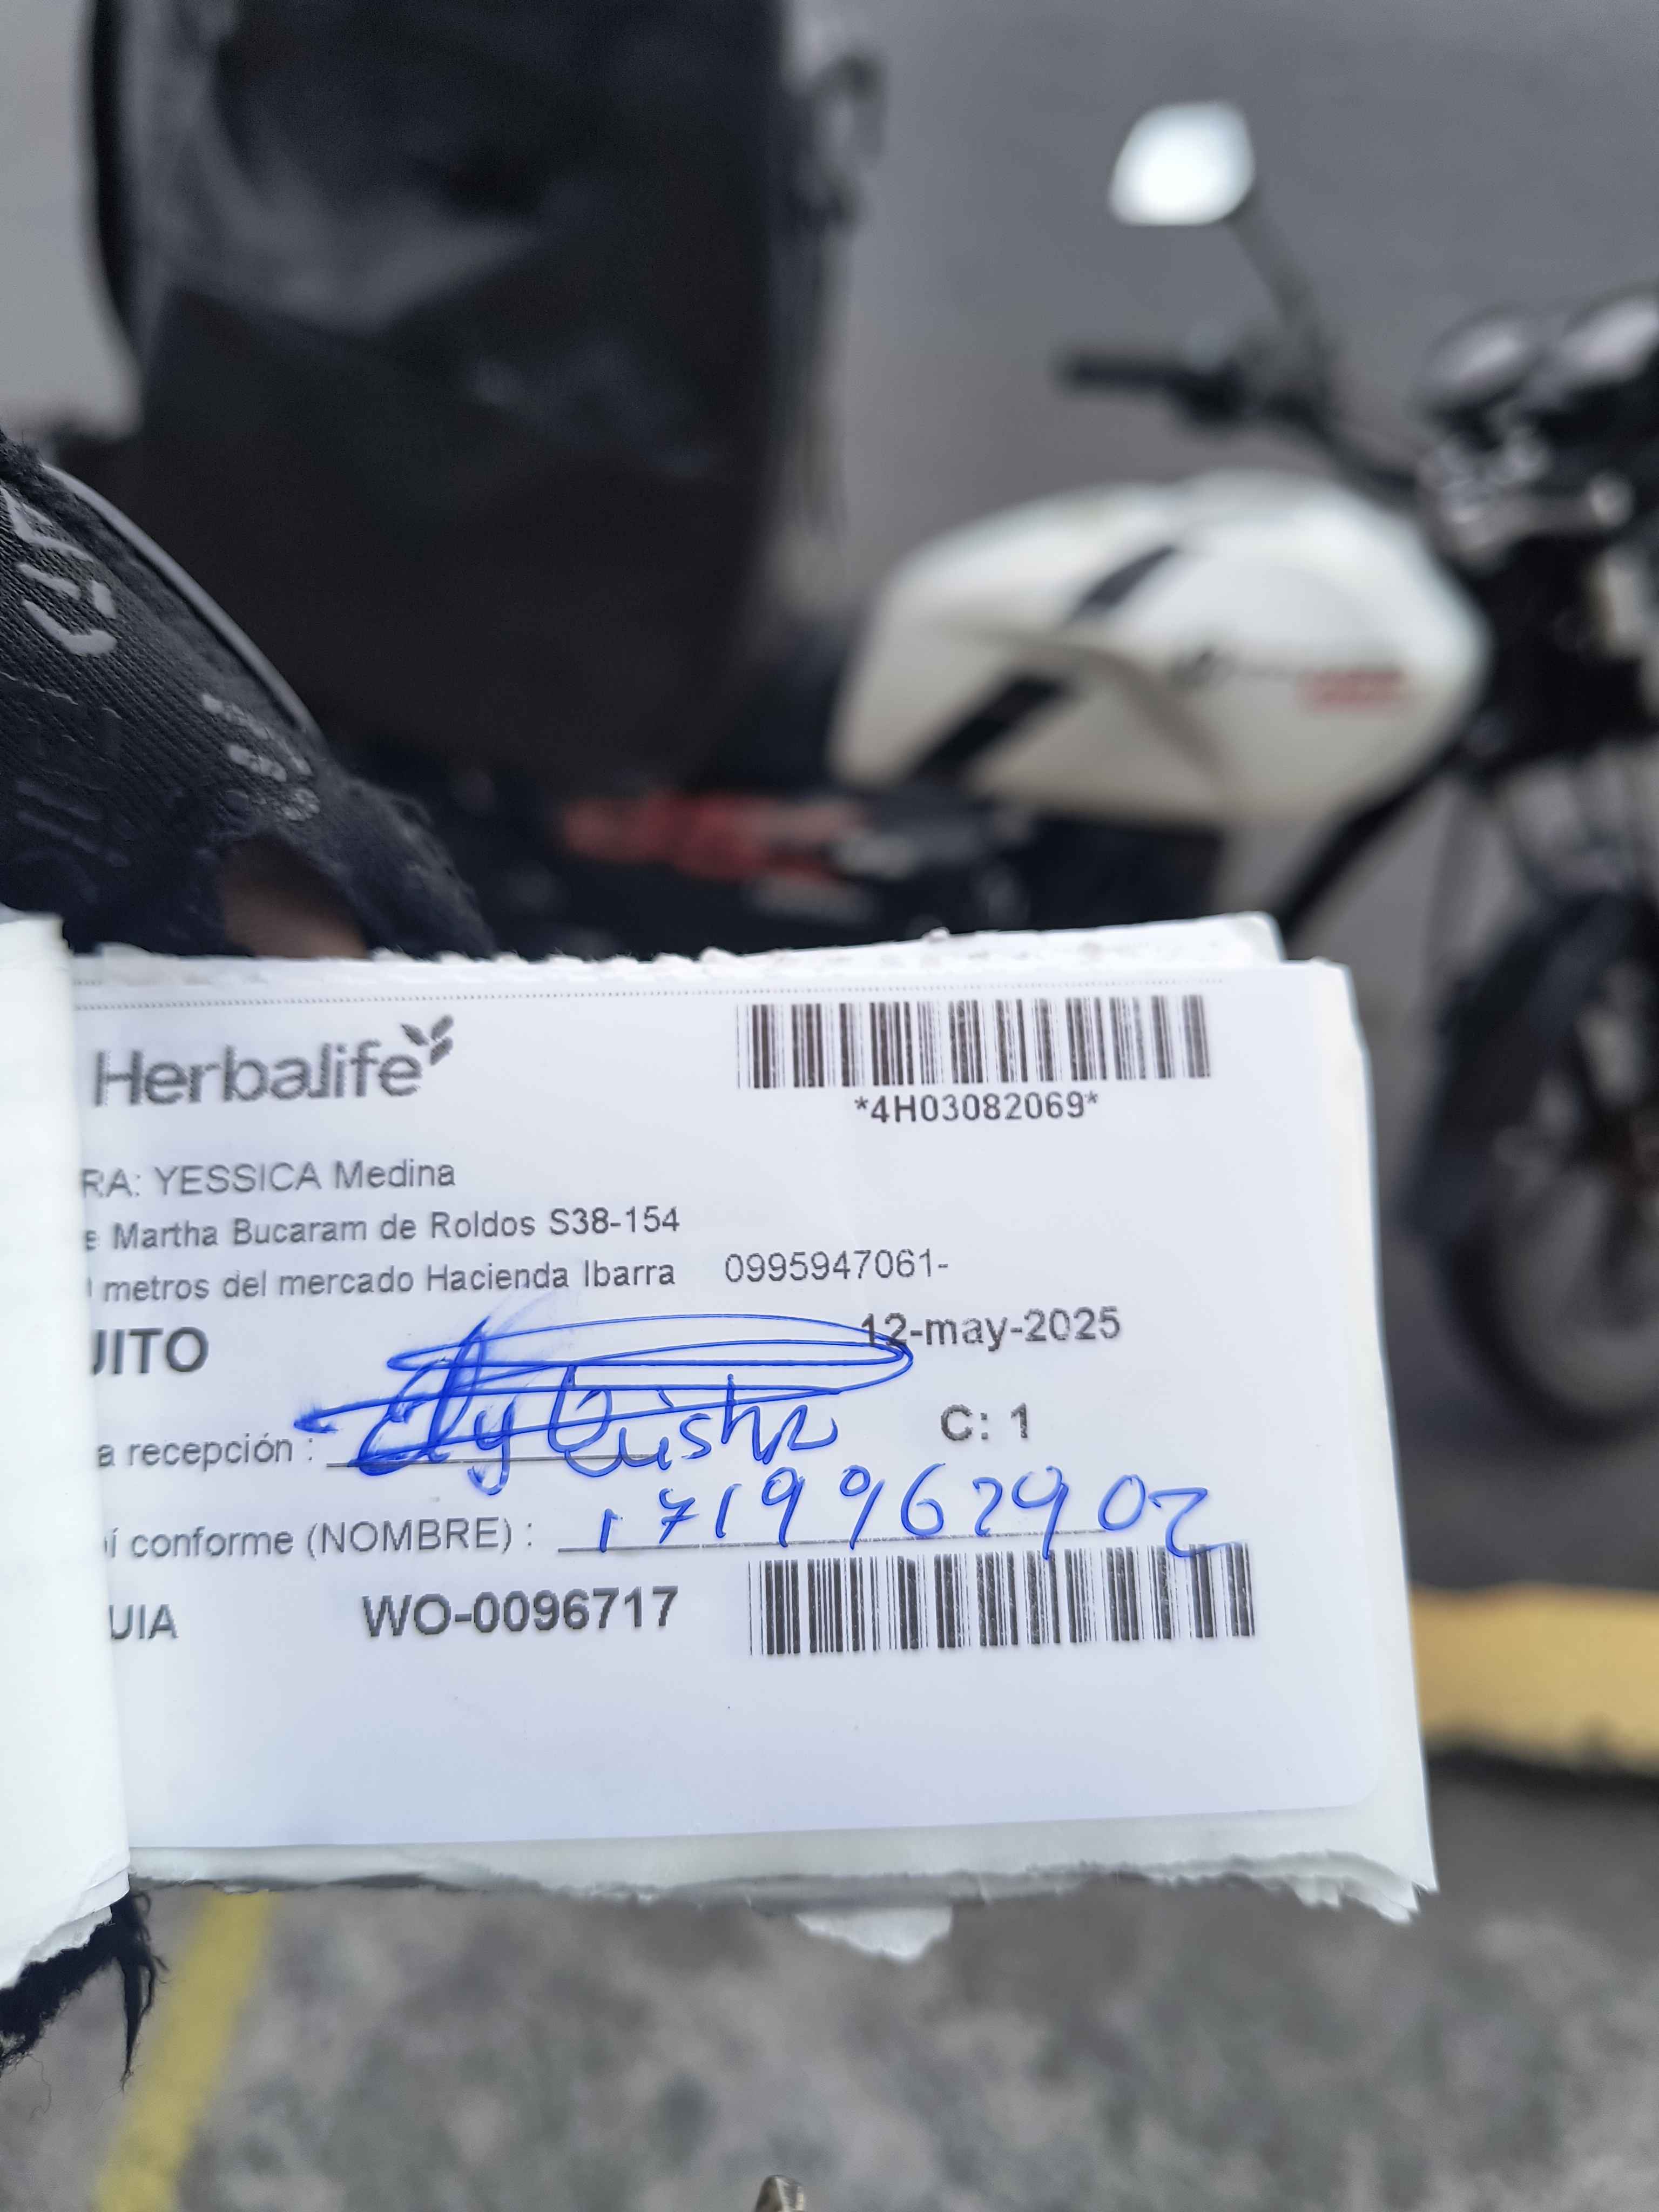 Herbalife
*4H03082069*
RA: YESSICA Medina
e Martha Bucaram de Roldos S38-154
metros del mercado Hacienda Ibarra 0995947061-
UITO 12-may-2025
a recepción : C: 1
í conforme (NOMBRE) : 1719962902
UIA WO-0096717